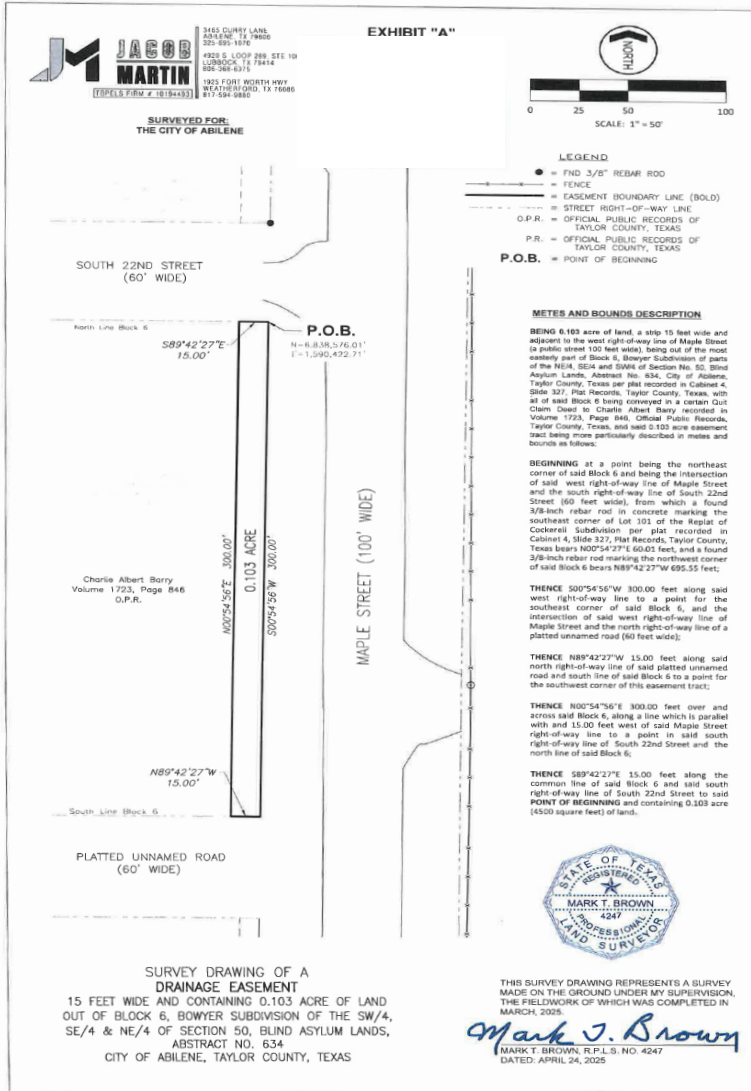 JM JACOB
MARTIN
TBPELS FIRM # 10194493
3465 CURRY LANE
ABILENE, TX 79606
325-695-1070
4920 S. LOOP 289, STE 10
LUBBOCK, TX 79414
806-368-6375
1925 FORT WORTH HWY
WEATHERFORD, TX 76086
817-594-9880
EXHIBIT "A"
NORTH
0 25 50 100
SCALE: 1" = 50'
SURVEYED FOR:
THE CITY OF ABILENE
LEGEND
= FND 3/8" REBAR ROD
= FENCE
= EASEMENT BOUNDARY LINE (BOLD)
= STREET RIGHT-OF-WAY LINE
O.P.R. = OFFICIAL PUBLIC RECORDS OF
TAYLOR COUNTY, TEXAS
P.R. = OFFICIAL PUBLIC RECORDS OF
TAYLOR COUNTY, TEXAS
P.O.B. = POINT OF BEGINNING
SOUTH 22ND STREET
(60' WIDE)
North Line Block 6
S89°42'27"E
15.00'
P.O.B.
N=6,838,576.01'
E=1,590,422.71'
Charlie Albert Barry
Volume 1723, Page 846
O.P.R.
N00°54'56"E 300.00'
0.103 ACRE
S00°54'56"W 300.00'
MAPLE STREET (100' WIDE)
N89°42'27"W
15.00'
South Line Block 6
PLATTED UNNAMED ROAD
(60' WIDE)
METES AND BOUNDS DESCRIPTION
BEING 0.103 acre of land, a strip 15 feet wide and
adjacent to the west right-of-way line of Maple Street
(a public street 100 feet wide), being out of the most
easterly part of Block 6, Bowyer Subdivision of parts
of the NE/4, SE/4 and SW/4 of Section No. 50, Blind
Asylum Lands, Abstract No. 634, City of Abilene,
Taylor County, Texas per plat recorded in Cabinet 4,
Slide 327, Plat Records, Taylor County, Texas, with
all of said Block 6 being conveyed in a certain Quit
Claim Deed to Charlie Albert Barry recorded in
Volume 1723, Page 846, Official Public Records,
Taylor County, Texas, and said 0.103 acre easement
tract being more particularly described in metes and
bounds as follows:
BEGINNING at a point being the northeast
corner of said Block 6 and being the intersection
of said west right-of-way line of Maple Street
and the south right-of-way line of South 22nd
Street (60 feet wide), from which a found
3/8-inch rebar rod in concrete marking the
southeast corner of Lot 101 of the Replat of
Cockerell Subdivision per plat recorded in
Cabinet 4, Slide 327, Plat Records, Taylor County,
Texas bears N00°54'27"E 60.01 feet, and a found
3/8-inch rebar rod marking the northwest corner
of said Block 6 bears N89°42'27"W 695.55 feet;
THENCE S00°54'56"W 300.00 feet along said
west right-of-way line to a point for the
southeast corner of said Block 6, and the
intersection of said west right-of-way line of
Maple Street and the north right-of-way line of a
platted unnamed road (60 feet wide);
THENCE N89°42'27"W 15.00 feet along said
north right-of-way line of said platted unnamed
road and south line of said Block 6 to a point for
the southwest corner of this easement tract;
THENCE N00°54'56"E 300.00 feet over and
across said Block 6, along a line which is parallel
with and 15.00 feet west of said Maple Street
right-of-way line to a point in said south
right-of-way line of South 22nd Street and the
north line of said Block 6;
THENCE S89°42'27"E 15.00 feet along the
common line of said Block 6 and said south
right-of-way line of South 22nd Street to said
POINT OF BEGINNING and containing 0.103 acre
(4500 square feet) of land.
STATE OF TEXAS
REGISTERED
MARK T. BROWN
4247
PROFESSIONAL
LAND SURVEYOR
SURVEY DRAWING OF A
DRAINAGE EASEMENT
15 FEET WIDE AND CONTAINING 0.103 ACRE OF LAND
OUT OF BLOCK 6, BOWYER SUBDIVISION OF THE SW/4,
SE/4 & NE/4 OF SECTION 50, BLIND ASYLUM LANDS,
ABSTRACT NO. 634
CITY OF ABILENE, TAYLOR COUNTY, TEXAS
THIS SURVEY DRAWING REPRESENTS A SURVEY
MADE ON THE GROUND UNDER MY SUPERVISION,
THE FIELDWORK OF WHICH WAS COMPLETED IN
MARCH, 2025.
Mark T. Brown
MARK T. BROWN, R.P.L.S. NO. 4247
DATED: APRIL 24, 2025